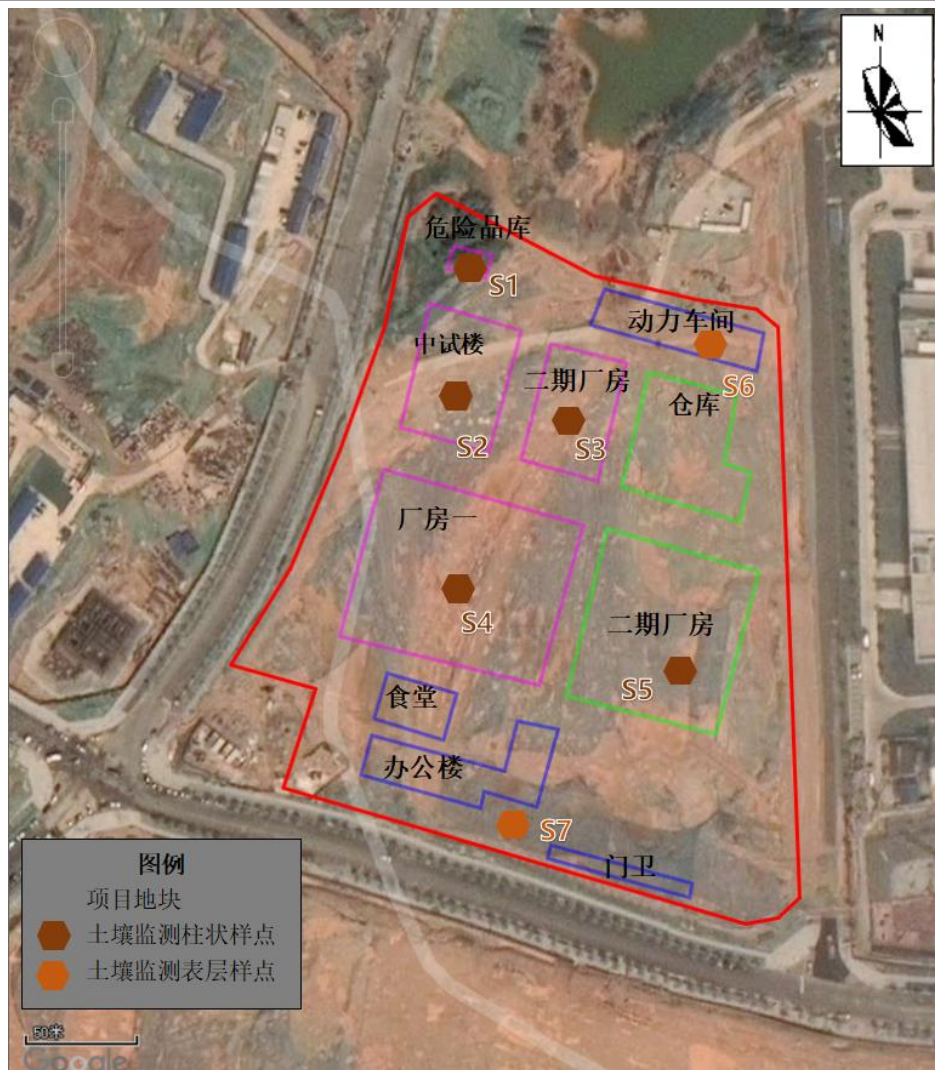 N
危险品库
S1
动力车间
中试楼
二期厂房
S6
仓库
S2
S3
厂房一
S4
二期厂房
S5
食堂
办公楼
S7
门卫
图例
项目地块
土壤监测柱状样点
土壤监测表层样点
50米
Google